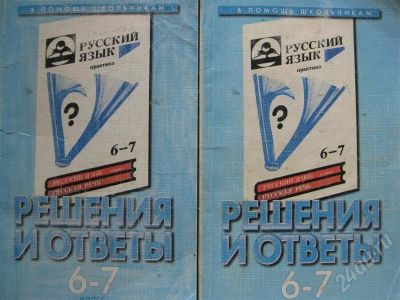 В ПОМОЩЬ ШКОЛЬНИКАМ
РУССКИЙ
ЯЗЫК
практика
?
6-7
РУССКИЙ ЯЗЫК
РУССКАЯ РЕЧЬ
РЕШЕНИЯ
И ОТВЕТЫ
6-7
В ПОМОЩЬ ШКОЛЬНИКАМ
РУССКИЙ
ЯЗЫК
практика
?
6-7
РУССКИЙ ЯЗЫК
РУССКАЯ РЕЧЬ
РЕШЕНИЯ
И ОТВЕТЫ
6-7